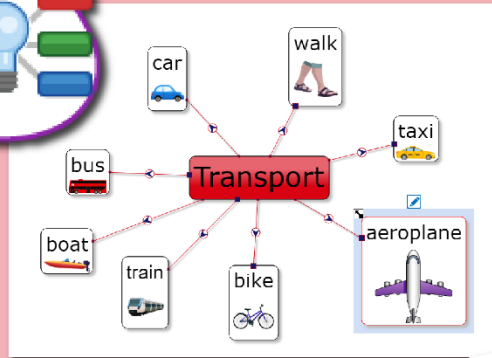 walk
car
taxi
bus
Transport
boat
aeroplane
train
bike